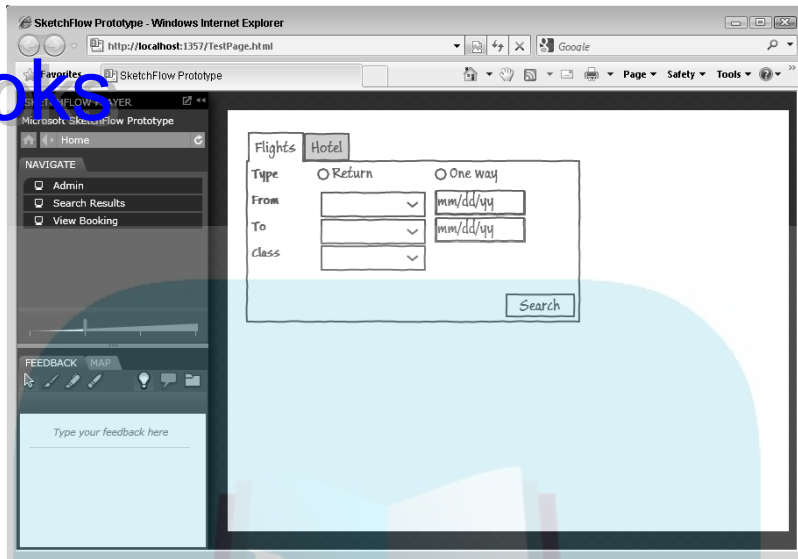 SketchFlow Prototype - Windows Internet Explorer
http://localhost:1357/TestPage.html
Google
Favorites
SketchFlow Prototype
Page
Safety
Tools
oks
SKETCHFLOW PLAYER
Microsoft SketchFlow Prototype
Home
NAVIGATE
Admin
Search Results
View Booking
FEEDBACK
MAP
Type your feedback here
Flights
Hotel
Type
Return
One way
From
mm/dd/yy
To
mm/dd/yy
Class
Search